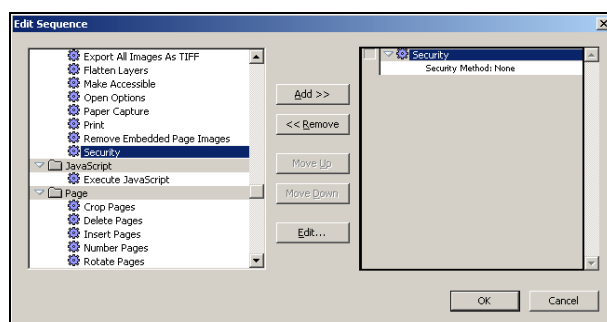 Edit Sequence
Export All Images As TIFF
Flatten Layers
Make Accessible
Open Options
Paper Capture
Print
Remove Embedded Page Images
Security
JavaScript
Execute JavaScript
Page
Crop Pages
Delete Pages
Insert Pages
Number Pages
Rotate Pages
Add >>
<< Remove
Move Up
Move Down
Edit...
Security
Security Method: None
OK
Cancel